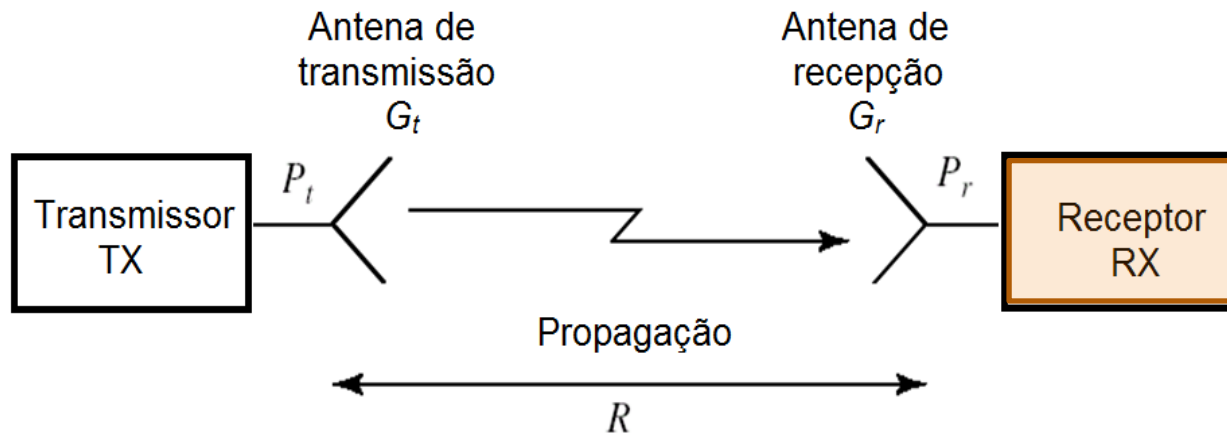 Antena de
transmissão
Gt
Antena de
recepção
Gr
Pt
Pr
Transmissor
TX
Receptor
RX
Propagação
R